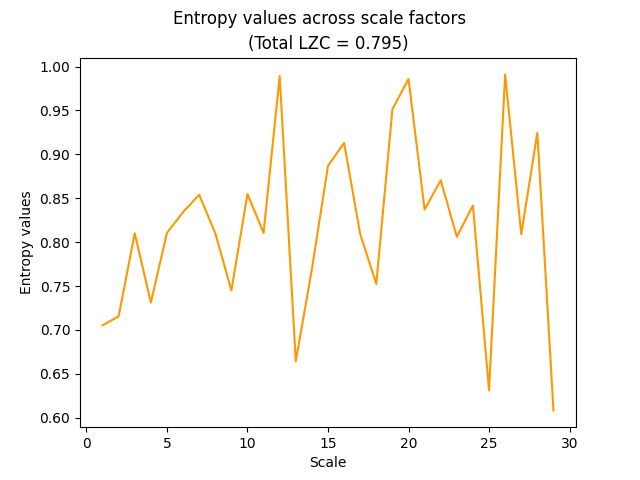 Entropy values across scale factors
(Total LZC = 0.795)
1.00
0.95
0.90
0.85
0.80
0.75
0.70
0.65
0.60
Entropy values
0 5 10 15 20 25 30
Scale